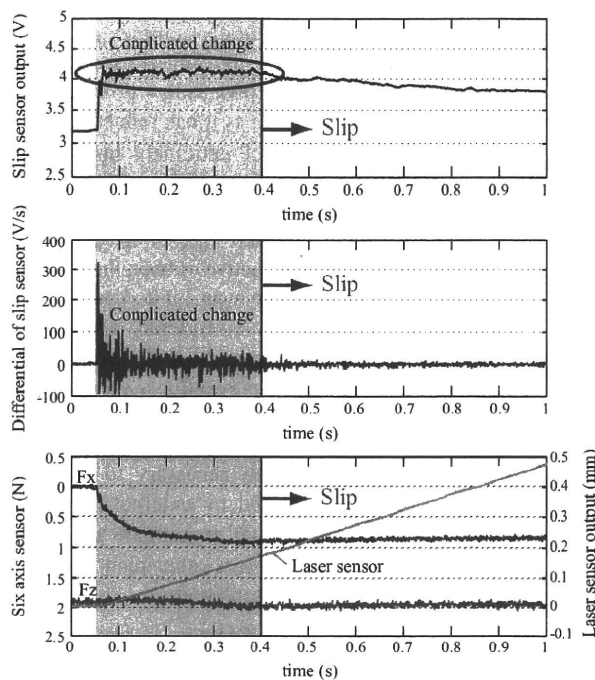 Slip sensor output (V)
5
4.5
4
3.5
3
2.5
Conplicated change
Slip
0 0.1 0.2 0.3 0.4 0.5 0.6 0.7 0.8 0.9 1
time (s)
Differential of slip sensor (V/s)
400
300
200
100
0
-100
Conplicated change
Slip
0 0.1 0.2 0.3 0.4 0.5 0.6 0.7 0.8 0.9 1
time (s)
Six axis sensor (N)
0.5
0
0.5
1
1.5
2
2.5
Fx
Fz
Slip
Laser sensor
0.5
0.4
0.3
0.2
0.1
0
-0.1
Laser sensor output (mm)
0 0.1 0.2 0.3 0.4 0.5 0.6 0.7 0.8 0.9 1
time (s)